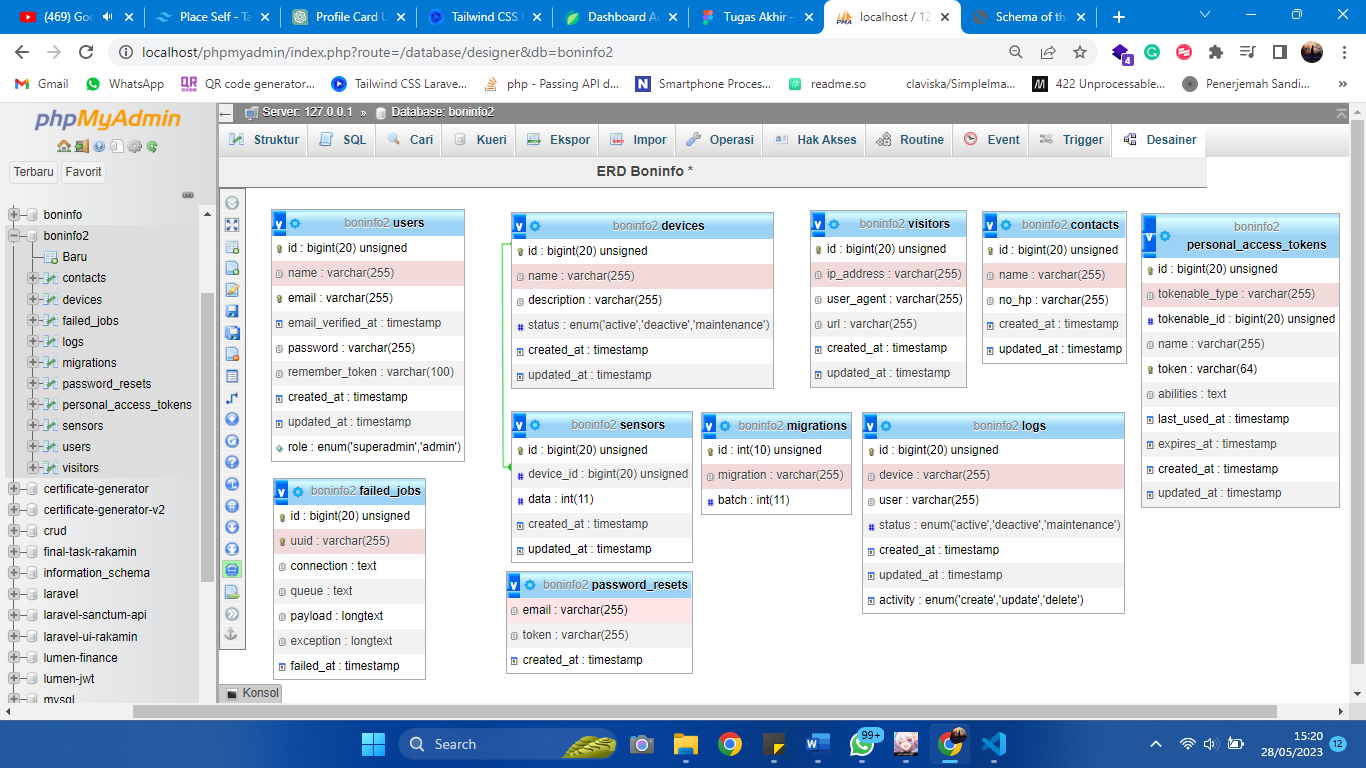 (469) Goo
Place Self - Ta
Profile Card U
Tailwind CSS
Dashboard A
Tugas Akhir –
localhost / 12
Schema of the
localhost/phpmyadmin/index.php?route=/database/designer&db=boninfo2
4
Gmail
WhatsApp
QR code generator...
Tailwind CSS Larave...
php - Passing API d...
Smartphone Proces...
readme.so
claviska/SimpleIma...
422 Unprocessable...
Penerjemah Sandi...
phpMyAdmin
Terbaru
Favorit
boninfo
boninfo2
Baru
contacts
devices
failed_jobs
logs
migrations
password_resets
personal_access_tokens
sensors
users
visitors
certificate-generator
certificate-generator-v2
crud
final-task-rakamin
information_schema
laravel
laravel-sanctum-api
laravel-ui-rakamin
lumen-finance
lumen-jwt
mysql
Server: 127.0.0.1 » Database: boninfo2
Struktur
SQL
Cari
Kueri
Ekspor
Impor
Operasi
Hak Akses
Routine
Event
Trigger
Desainer
ERD Boninfo *
boninfo2 users
id : bigint(20) unsigned
name : varchar(255)
email : varchar(255)
email_verified_at : timestamp
password : varchar(255)
remember_token : varchar(100)
created_at : timestamp
updated_at : timestamp
role : enum('superadmin','admin')
boninfo2 failed_jobs
id : bigint(20) unsigned
uuid : varchar(255)
connection : text
queue : text
payload : longtext
exception : longtext
failed_at : timestamp
boninfo2 devices
id : bigint(20) unsigned
name : varchar(255)
description : varchar(255)
status : enum('active','deactive','maintenance')
created_at : timestamp
updated_at : timestamp
boninfo2 sensors
id : bigint(20) unsigned
device_id : bigint(20) unsigned
data : int(11)
created_at : timestamp
updated_at : timestamp
boninfo2 password_resets
email : varchar(255)
token : varchar(255)
created_at : timestamp
boninfo2 migrations
id : int(10) unsigned
migration : varchar(255)
batch : int(11)
boninfo2 visitors
id : bigint(20) unsigned
ip_address : varchar(255)
user_agent : varchar(255)
url : varchar(255)
created_at : timestamp
updated_at : timestamp
boninfo2 contacts
id : bigint(20) unsigned
name : varchar(255)
no_hp : varchar(255)
created_at : timestamp
updated_at : timestamp
boninfo2 logs
id : bigint(20) unsigned
device : varchar(255)
user : varchar(255)
status : enum('active','deactive','maintenance')
created_at : timestamp
updated_at : timestamp
activity : enum('create','update','delete')
boninfo2
personal_access_tokens
id : bigint(20) unsigned
tokenable_type : varchar(255)
tokenable_id : bigint(20) unsigned
name : varchar(255)
token : varchar(64)
abilities : text
last_used_at : timestamp
expires_at : timestamp
created_at : timestamp
updated_at : timestamp
Konsol
Search
99+
15:20
28/05/2023
12